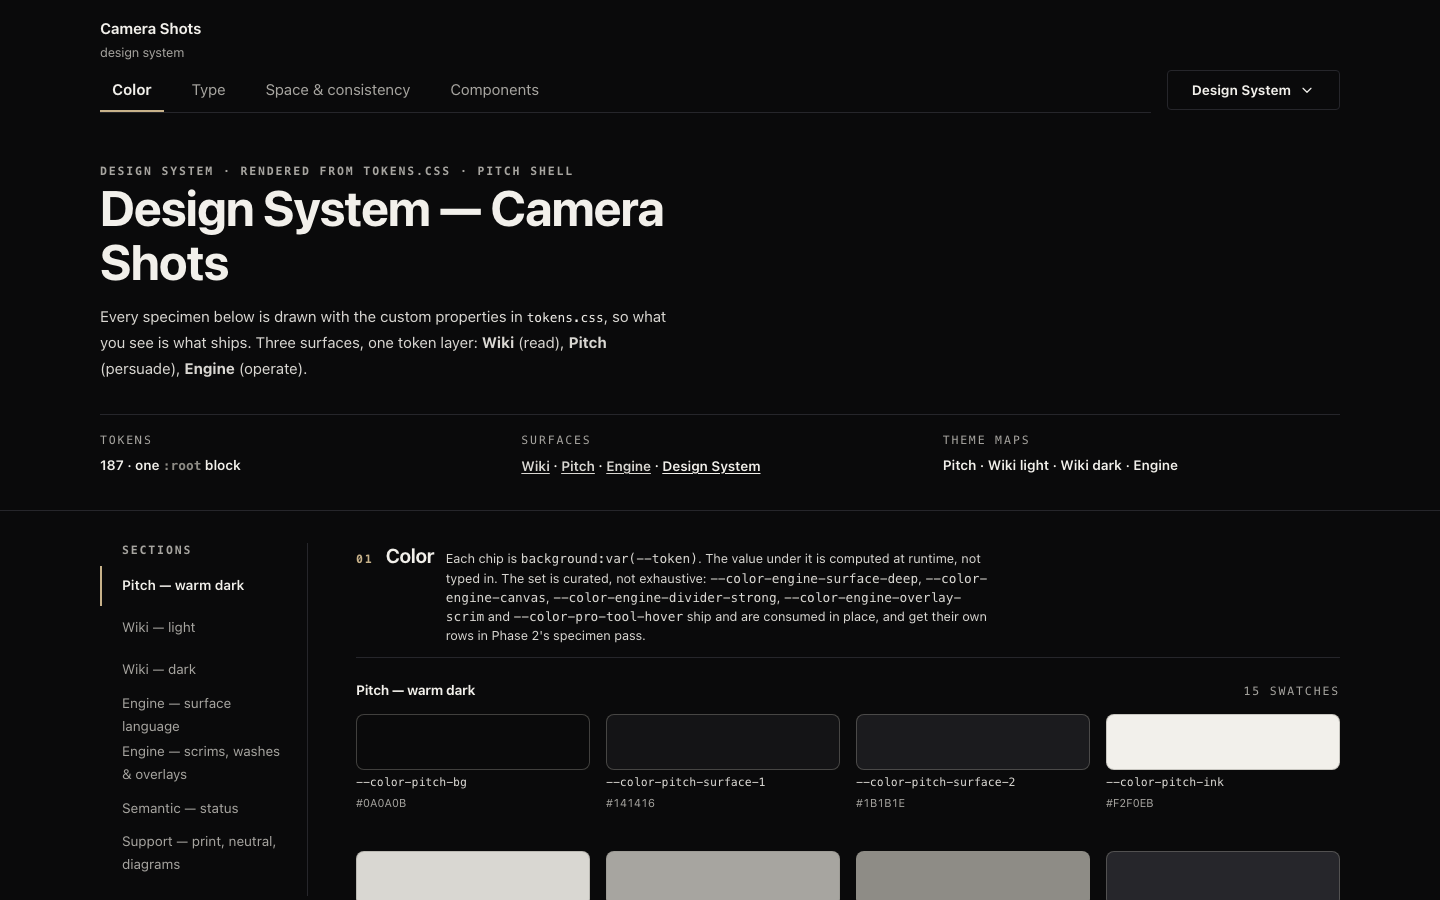 Camera Shots
design system
Color Type Space & consistency Components
Design System
DESIGN SYSTEM · RENDERED FROM TOKENS.CSS · PITCH SHELL
Design System — Camera
Shots
Every specimen below is drawn with the custom properties in tokens.css, so what
you see is what ships. Three surfaces, one token layer: Wiki (read), Pitch
(persuade), Engine (operate).
TOKENS
187 · one :root block
SURFACES
Wiki · Pitch · Engine · Design System
THEME MAPS
Pitch · Wiki light · Wiki dark · Engine
SECTIONS
Pitch — warm dark
Wiki — light
Wiki — dark
Engine — surface
language
Engine — scrims, washes
& overlays
Semantic — status
Support — print, neutral,
diagrams
01 Color
Each chip is background:var(--token). The value under it is computed at runtime, not
typed in. The set is curated, not exhaustive: --color-engine-surface-deep, --color-
engine-canvas, --color-engine-divider-strong, --color-engine-overlay-
scrim and --color-pro-tool-hover ship and are consumed in place, and get their own
rows in Phase 2's specimen pass.
Pitch — warm dark
15 SWATCHES
--color-pitch-bg
#0A0A0B
--color-pitch-surface-1
#141416
--color-pitch-surface-2
#1B1B1E
--color-pitch-ink
#F2F0EB